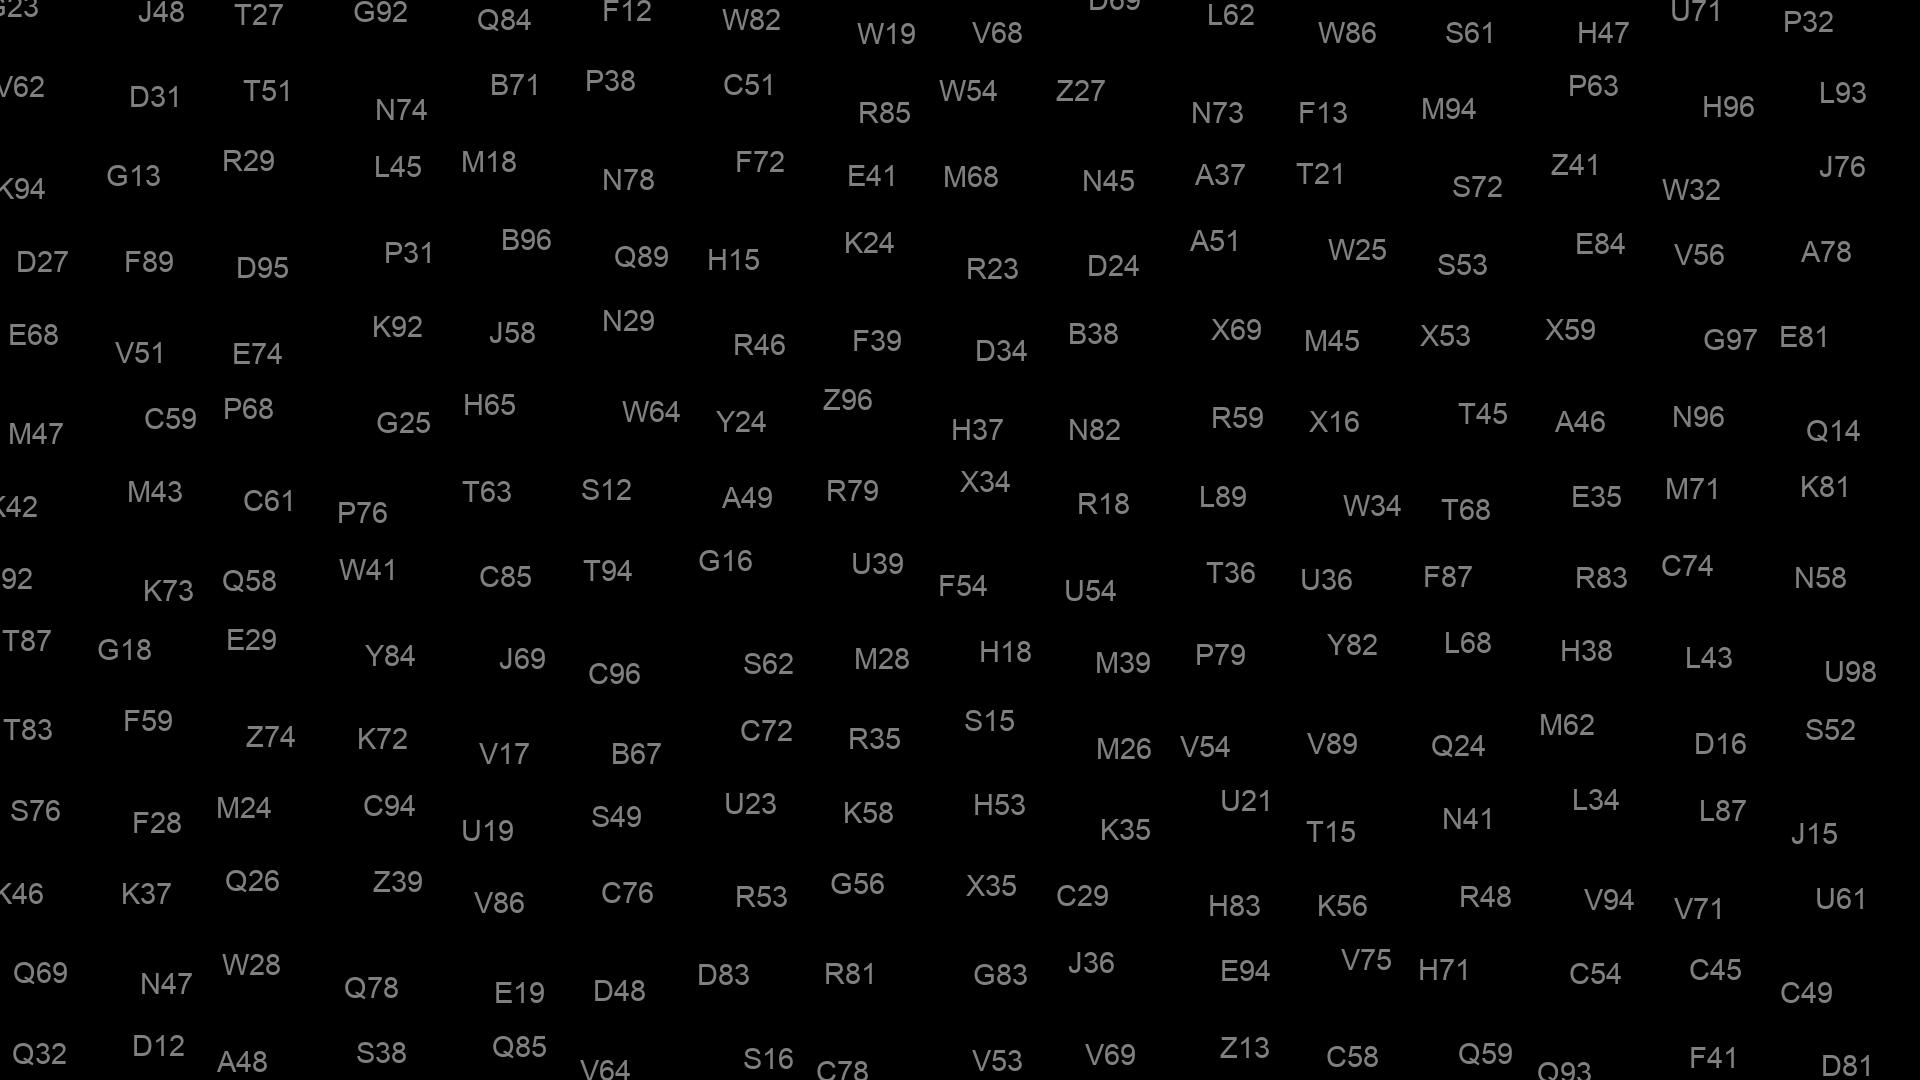 G23 J48 T27 G92 Q84 F12 W82 W19 V68 D69 L62 W86 S61 H47 U71 P32
V62 D31 T51 N74 B71 P38 C51 R85 W54 Z27 N73 F13 M94 P63 H96 L93
K94 G13 R29 L45 M18 N78 F72 E41 M68 N45 A37 T21 S72 Z41 W32 J76
D27 F89 D95 P31 B96 Q89 H15 K24 R23 D24 A51 W25 S53 E84 V56 A78
E68 V51 E74 K92 J58 N29 R46 F39 D34 B38 X69 M45 X53 X59 G97 E81
M47 C59 P68 G25 H65 W64 Y24 Z96 H37 N82 R59 X16 T45 A46 N96 Q14
K42 M43 C61 P76 T63 S12 A49 R79 X34 R18 L89 W34 T68 E35 M71 K81
92 K73 Q58 W41 C85 T94 G16 U39 F54 U54 T36 U36 F87 R83 C74 N58
T87 G18 E29 Y84 J69 C96 S62 M28 H18 M39 P79 Y82 L68 H38 L43 U98
T83 F59 Z74 K72 V17 B67 C72 R35 S15 M26 V54 V89 Q24 M62 D16 S52
S76 F28 M24 C94 U19 S49 U23 K58 H53 K35 U21 T15 N41 L34 L87 J15
K46 K37 Q26 Z39 V86 C76 R53 G56 X35 C29 H83 K56 R48 V94 V71 U61
Q69 N47 W28 Q78 E19 D48 D83 R81 G83 J36 E94 V75 H71 C54 C45 C49
Q32 D12 A48 S38 Q85 V64 S16 C78 V53 V69 Z13 C58 Q59 Q93 F41 D81